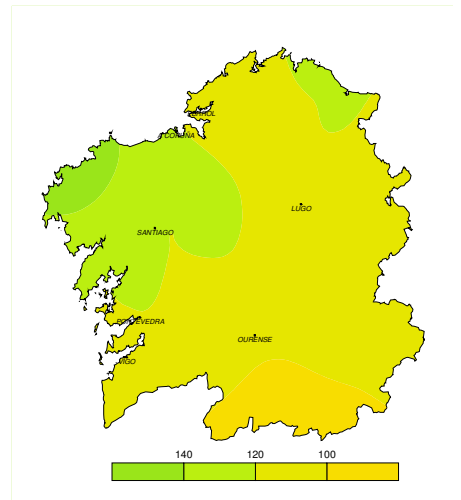 FERROL
A CORUÑA
LUGO
SANTIAGO
PONTEVEDRA
OURENSE
VIGO
140 120 100